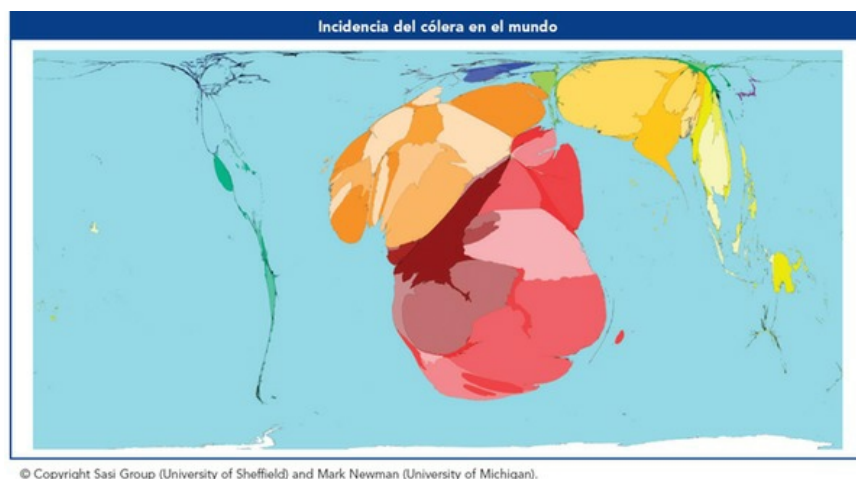 Incidencia del cólera en el mundo
© Copyright Sasi Group (University of Sheffield) and Mark Newman (University of Michigan).